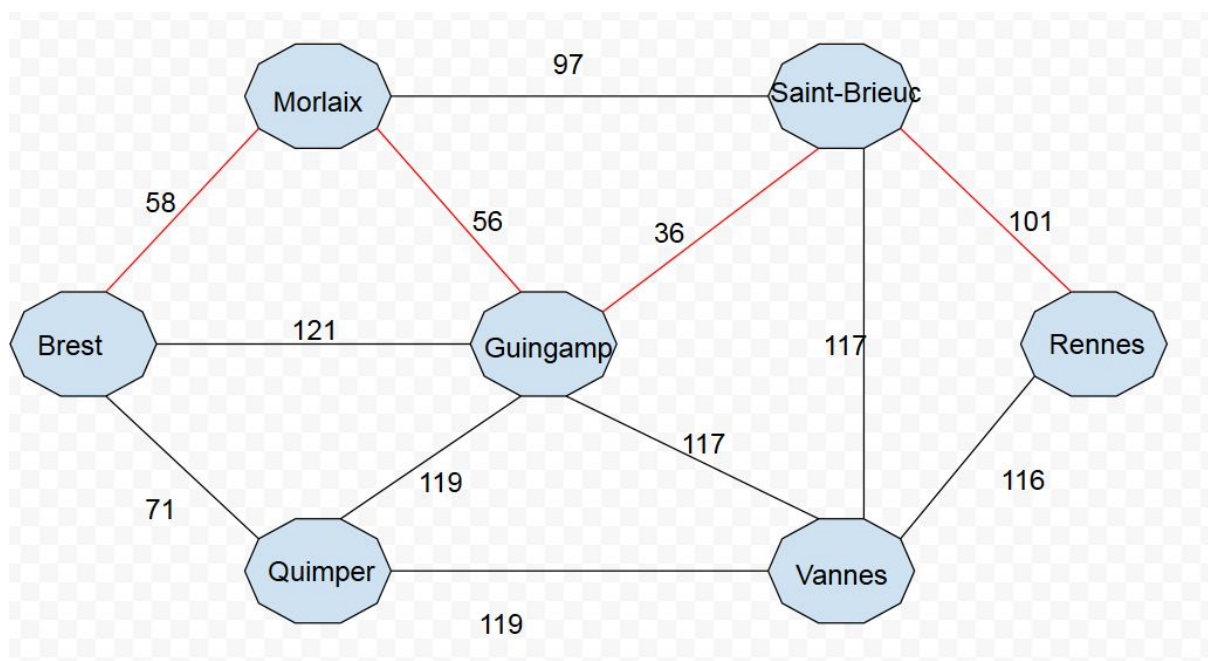 97
Morlaix
Saint-Brieuc
58
56
36
101
121
Brest
Guingamp
117
Rennes
117
119
116
71
Quimper
Vannes
119